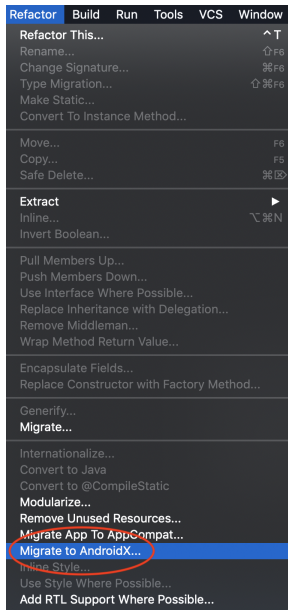 Refactor Build Run Tools VCS Window
Refactor This... ⌃T
Rename... ⇧F6
Change Signature... ⌘F6
Type Migration... ⇧⌘F6
Make Static...
Convert To Instance Method...
Move... F6
Copy... F5
Safe Delete... ⌘⌦
Extract ▶
Inline... ⌥⌘N
Invert Boolean...
Pull Members Up...
Push Members Down...
Use Interface Where Possible...
Replace Inheritance with Delegation...
Remove Middleman...
Wrap Method Return Value...
Encapsulate Fields...
Replace Constructor with Factory Method...
Generify...
Migrate...
Internationalize...
Convert to Java
Convert to @CompileStatic
Modularize...
Remove Unused Resources...
Migrate App To AppCompat...
Migrate to AndroidX...
Inline Style...
Use Style Where Possible...
Add RTL Support Where Possible...